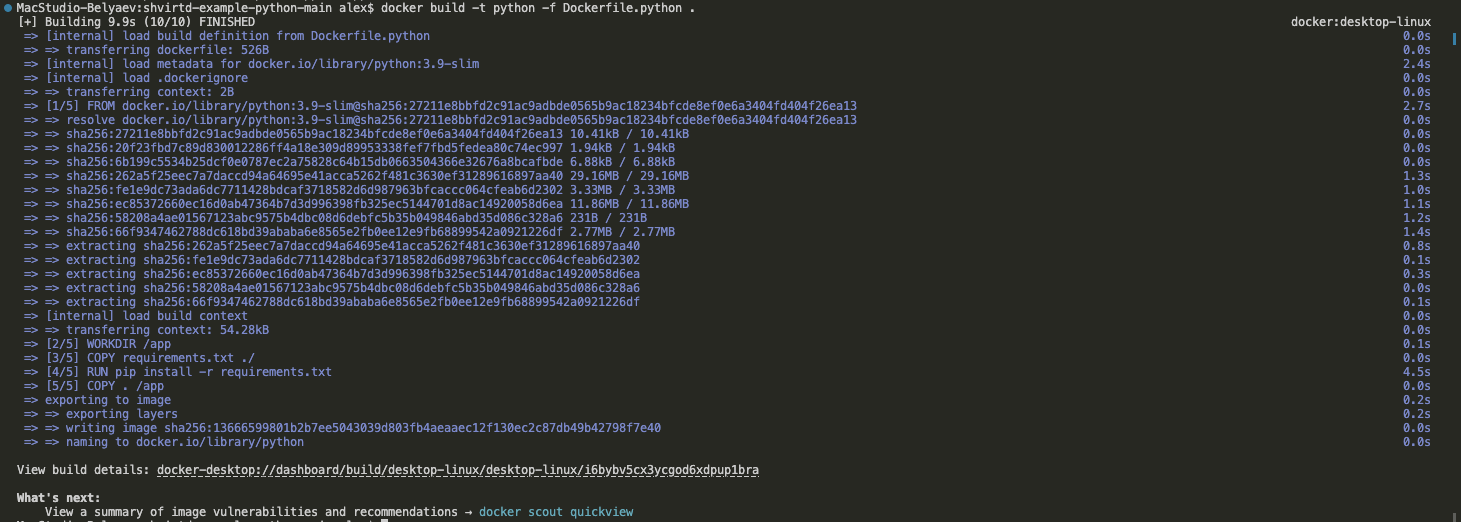 MacStudio-Belyaev:shvirtd-example-python-main alex$ docker build -t python -f Dockerfile.python .
[+] Building 9.9s (10/10) FINISHED docker:desktop-linux
=> [internal] load build definition from Dockerfile.python 0.0s
=> => transferring dockerfile: 526B 0.0s
=> [internal] load metadata for docker.io/library/python:3.9-slim 2.4s
=> [internal] load .dockerignore 0.0s
=> => transferring context: 2B 0.0s
=> [1/5] FROM docker.io/library/python:3.9-slim@sha256:27211e8bbfd2c91ac9adbde0565b9ac18234bfcde8ef0e6a3404fd404f26ea13 2.7s
=> => resolve docker.io/library/python:3.9-slim@sha256:27211e8bbfd2c91ac9adbde0565b9ac18234bfcde8ef0e6a3404fd404f26ea13 0.0s
=> => sha256:27211e8bbfd2c91ac9adbde0565b9ac18234bfcde8ef0e6a3404fd404f26ea13 10.41kB / 10.41kB 0.0s
=> => sha256:20f23fbd7c89d830012286ff4a18e309d89953338fef7fbd5fedea80c74ec997 1.94kB / 1.94kB 0.0s
=> => sha256:6b199c5534b25dcf0e0787ec2a75828c64b15db0663504366e32676a8bcafbde 6.88kB / 6.88kB 0.0s
=> => sha256:262a5f25eec7a7daccd94a64695e41acca5262f481c3630ef31289616897aa40 29.16MB / 29.16MB 1.3s
=> => sha256:fe1e9dc73ada6dc7711428bdcaf3718582d6d987963bfcaccc064cfeab6d2302 3.33MB / 3.33MB 1.0s
=> => sha256:ec85372660ec16d0ab47364b7d3d996398fb325ec5144701d8ac14920058d6ea 11.86MB / 11.86MB 1.1s
=> => sha256:58208a4ae01567123abc9575b4dbc08d6debfc5b35b049846abd35d086c328a6 231B / 231B 1.2s
=> => sha256:66f9347462788dc618bd39ababa6e8565e2fb0ee12e9fb68899542a0921226df 2.77MB / 2.77MB 1.4s
=> => extracting sha256:262a5f25eec7a7daccd94a64695e41acca5262f481c3630ef31289616897aa40 0.8s
=> => extracting sha256:fe1e9dc73ada6dc7711428bdcaf3718582d6d987963bfcaccc064cfeab6d2302 0.1s
=> => extracting sha256:ec85372660ec16d0ab47364b7d3d996398fb325ec5144701d8ac14920058d6ea 0.3s
=> => extracting sha256:58208a4ae01567123abc9575b4dbc08d6debfc5b35b049846abd35d086c328a6 0.0s
=> => extracting sha256:66f9347462788dc618bd39ababa6e8565e2fb0ee12e9fb68899542a0921226df 0.1s
=> [internal] load build context 0.0s
=> => transferring context: 54.28kB 0.0s
=> [2/5] WORKDIR /app 0.1s
=> [3/5] COPY requirements.txt ./ 0.0s
=> [4/5] RUN pip install -r requirements.txt 4.5s
=> [5/5] COPY . /app 0.0s
=> exporting to image 0.2s
=> => exporting layers 0.2s
=> => writing image sha256:13666599801b2b7ee5043039d803fb4aeaaec12f130ec2c87db49b42798f7e40 0.0s
=> => naming to docker.io/library/python 0.0s
View build details: docker-desktop://dashboard/build/desktop-linux/desktop-linux/i6bybv5cx3ycgod6xdpup1bra
What's next:
View a summary of image vulnerabilities and recommendations → docker scout quickview